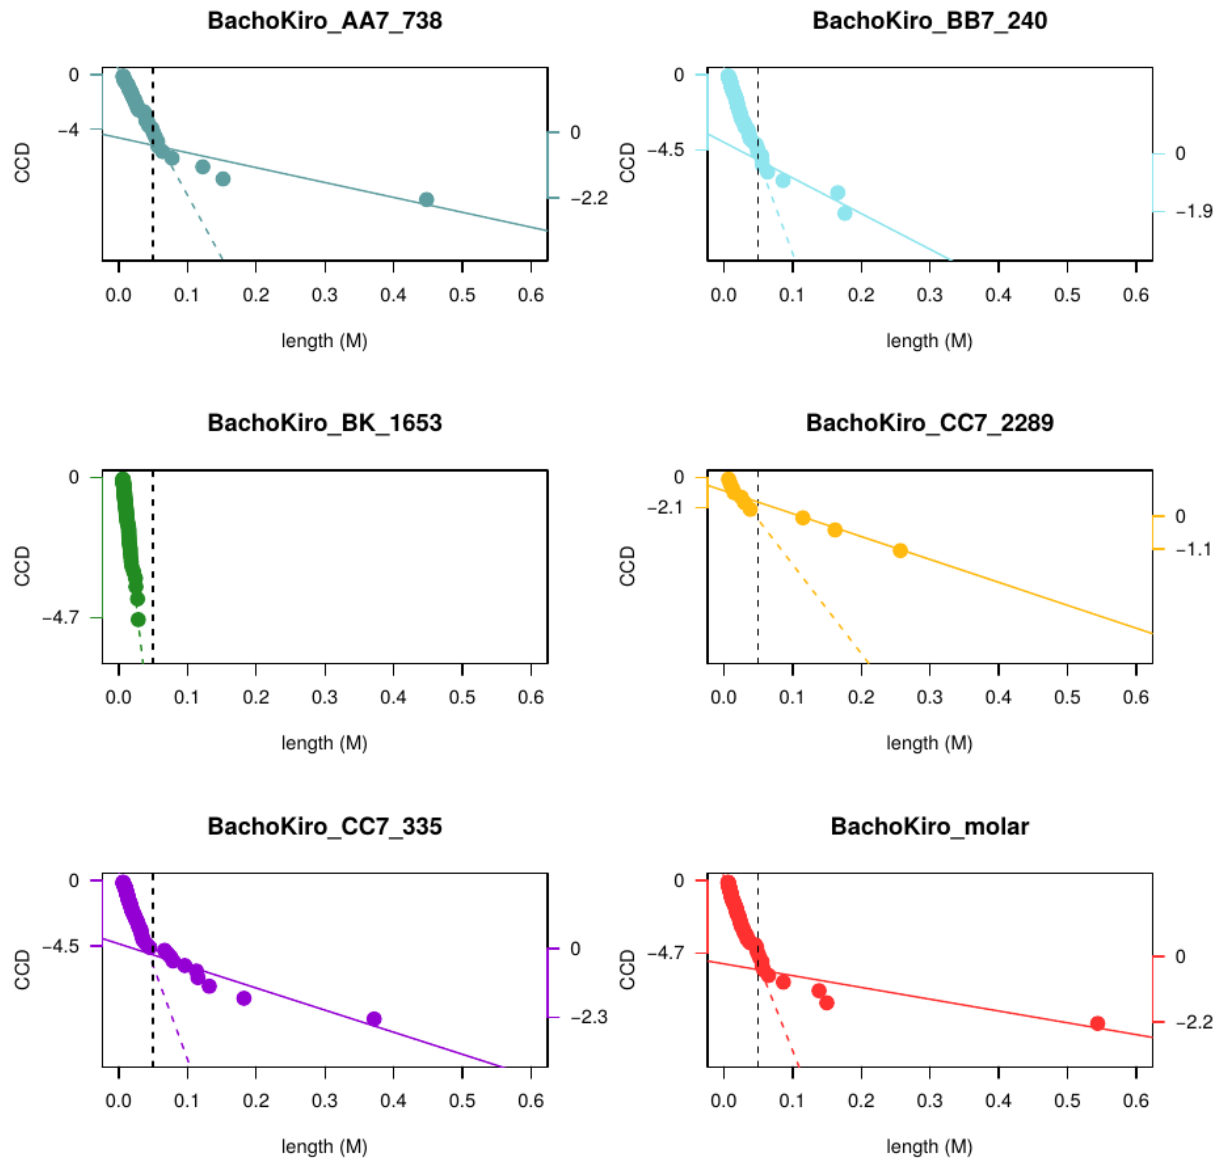 BachoKiro_AA7_738
BachoKiro_BB7_240
0
−4
CCD
0
−2.2
0.0 0.1 0.2 0.3 0.4 0.5 0.6
length (M)
0
−4.5
CCD
0
−1.9
0.0 0.1 0.2 0.3 0.4 0.5 0.6
length (M)
BachoKiro_BK_1653
BachoKiro_CC7_2289
0
−4.7
CCD
0.0 0.1 0.2 0.3 0.4 0.5 0.6
length (M)
0
−2.1
CCD
0
−1.1
0.0 0.1 0.2 0.3 0.4 0.5 0.6
length (M)
BachoKiro_CC7_335
BachoKiro_molar
0
−4.5
CCD
0
−2.3
0.0 0.1 0.2 0.3 0.4 0.5 0.6
length (M)
0
−4.7
CCD
0
−2.2
0.0 0.1 0.2 0.3 0.4 0.5 0.6
length (M)